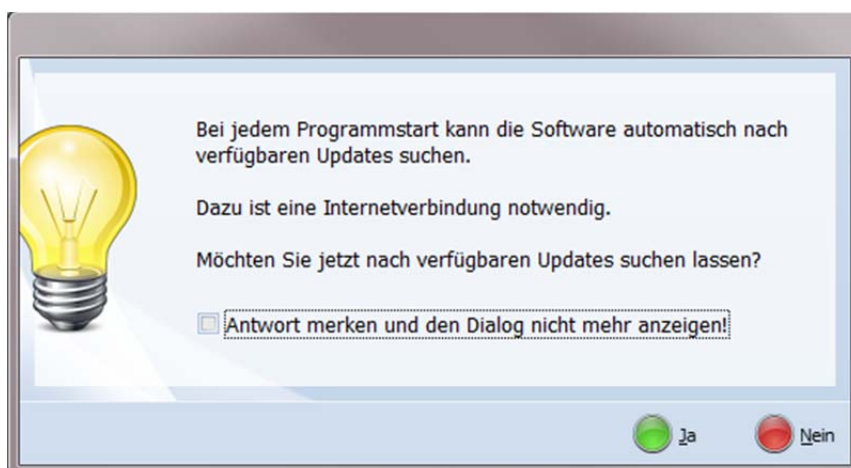 Bei jedem Programmstart kann die Software automatisch nach
verfügbaren Updates suchen.
Dazu ist eine Internetverbindung notwendig.
Möchten Sie jetzt nach verfügbaren Updates suchen lassen?
Antwort merken und den Dialog nicht mehr anzeigen!
Ja Nein